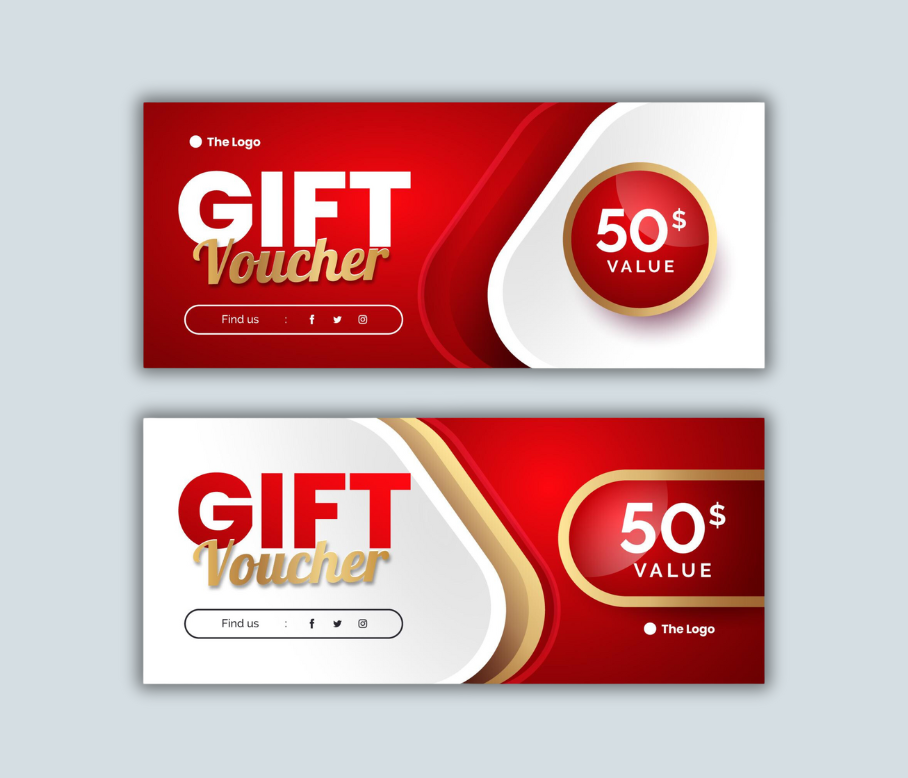 The Logo
GIFT
Voucher
Find us :
50$
VALUE
GIFT
Voucher
Find us :
50$
VALUE
The Logo